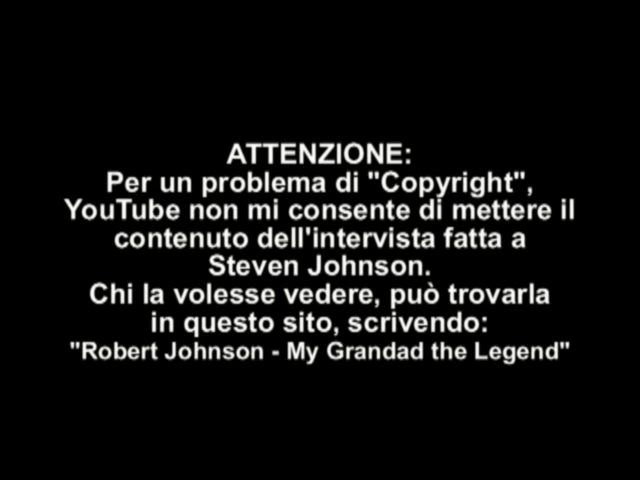 ATTENZIONE:
Per un problema di "Copyright",
YouTube non mi consente di mettere il
contenuto dell'intervista fatta a
Steven Johnson.
Chi la volesse vedere, può trovarla
in questo sito, scrivendo:
"Robert Johnson - My Grandad the Legend"